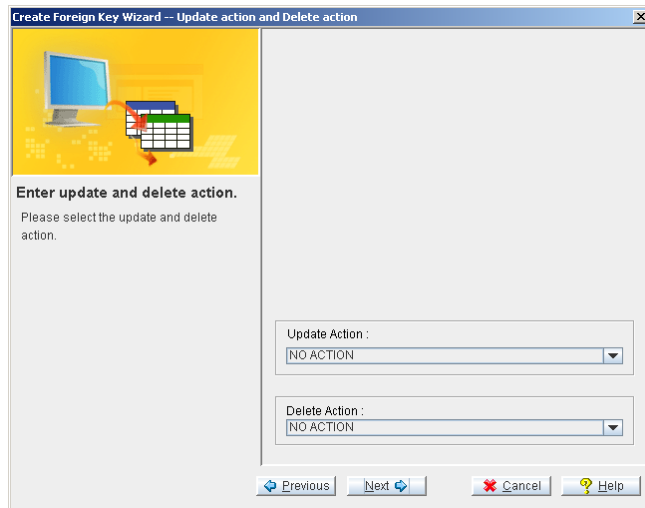 Create Foreign Key Wizard -- Update action and Delete action
Enter update and delete action.
Please select the update and delete
action.
Update Action :
NO ACTION
Delete Action :
NO ACTION
Previous
Next
Cancel
Help